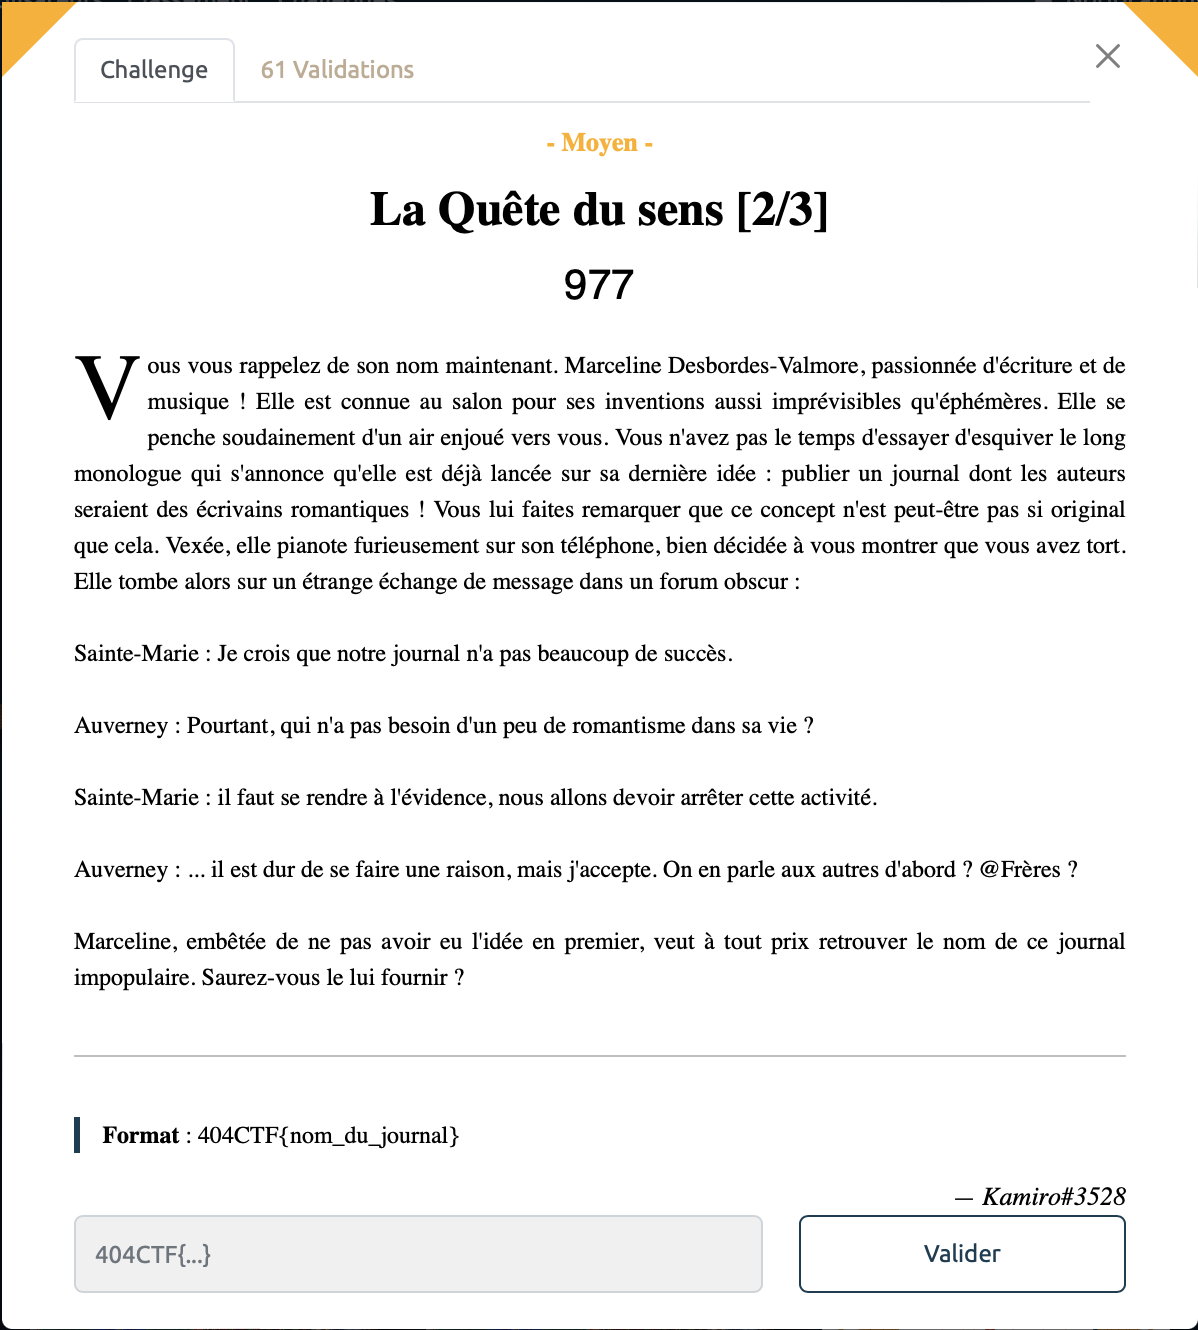 Challenge
61 Validations
- Moyen -
La Quête du sens [2/3]
977
Vous vous rappelez de son nom maintenant. Marceline Desbordes-Valmore, passionnée d'écriture et de
musique ! Elle est connue au salon pour ses inventions aussi imprévisibles qu'éphémères. Elle se
penche soudainement d'un air enjoué vers vous. Vous n'avez pas le temps d'essayer d'esquiver le long
monologue qui s'annonce qu'elle est déjà lancée sur sa dernière idée : publier un journal dont les auteurs
seraient des écrivains romantiques ! Vous lui faites remarquer que ce concept n'est peut-être pas si original
que cela. Vexée, elle pianote furieusement sur son téléphone, bien décidée à vous montrer que vous avez tort.
Elle tombe alors sur un étrange échange de message dans un forum obscur :
Sainte-Marie : Je crois que notre journal n'a pas beaucoup de succès.
Auverney : Pourtant, qui n'a pas besoin d'un peu de romantisme dans sa vie ?
Sainte-Marie : il faut se rendre à l'évidence, nous allons devoir arrêter cette activité.
Auverney : ... il est dur de se faire une raison, mais j'accepte. On en parle aux autres d'abord ? @Frères ?
Marceline, embêtée de ne pas avoir eu l'idée en premier, veut à tout prix retrouver le nom de ce journal
impopulaire. Saurez-vous le lui fournir ?
Format : 404CTF{nom_du_journal}
— Kamiro#3528
404CTF{...}
Valider